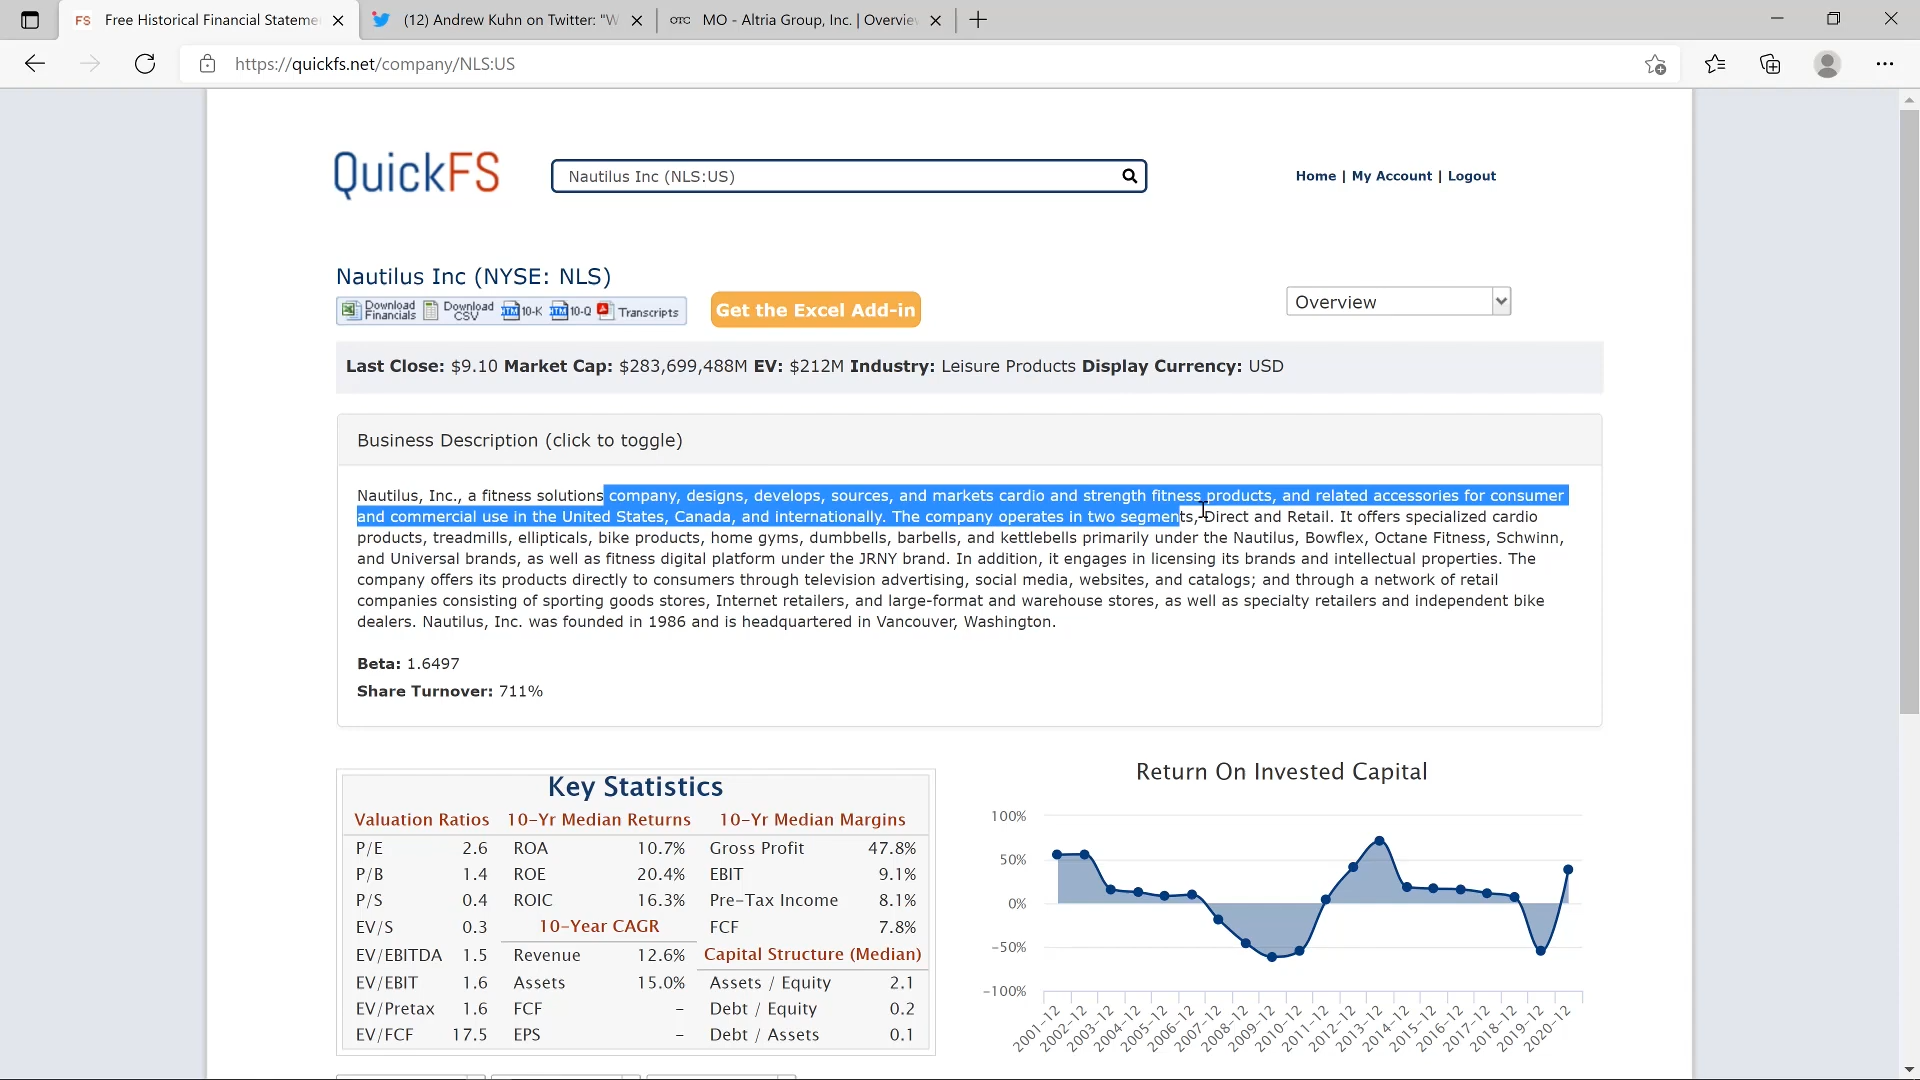 FS Free Historical Financial Stateme
(12) Andrew Kuhn on Twitter: "W
OTC MO - Altria Group, Inc. | Overvie
https://quickfs.net/company/NLS:US
QuickFS
Nautilus Inc (NLS:US)
Home | My Account | Logout
Nautilus Inc (NYSE: NLS)
Download Financials
Download CSV
10-K
10-Q
Transcripts
Get the Excel Add-in
Overview
Last Close: $9.10 Market Cap: $283,699,488M EV: $212M Industry: Leisure Products Display Currency: USD
Business Description (click to toggle)
Nautilus, Inc., a fitness solutions company, designs, develops, sources, and markets cardio and strength fitness products, and related accessories for consumer
and commercial use in the United States, Canada, and internationally. The company operates in two segments, Direct and Retail. It offers specialized cardio
products, treadmills, ellipticals, bike products, home gyms, dumbbells, barbells, and kettlebells primarily under the Nautilus, Bowflex, Octane Fitness, Schwinn,
and Universal brands, as well as fitness digital platform under the JRNY brand. In addition, it engages in licensing its brands and intellectual properties. The
company offers its products directly to consumers through television advertising, social media, websites, and catalogs; and through a network of retail
companies consisting of sporting goods stores, Internet retailers, and large-format and warehouse stores, as well as specialty retailers and independent bike
dealers. Nautilus, Inc. was founded in 1986 and is headquartered in Vancouver, Washington.
Beta: 1.6497
Share Turnover: 711%
Key Statistics
Valuation Ratios 10-Yr Median Returns 10-Yr Median Margins
P/E 2.6 ROA 10.7% Gross Profit 47.8%
P/B 1.4 ROE 20.4% EBIT 9.1%
P/S 0.4 ROIC 16.3% Pre-Tax Income 8.1%
EV/S 0.3 10-Year CAGR FCF 7.8%
EV/EBITDA 1.5 Revenue 12.6% Capital Structure (Median)
EV/EBIT 1.6 Assets 15.0% Assets / Equity 2.1
EV/Pretax 1.6 FCF - Debt / Equity 0.2
EV/FCF 17.5 EPS - Debt / Assets 0.1
Return On Invested Capital
100%
50%
0%
-50%
-100%
2001-12 2002-12 2003-12 2004-12 2005-12 2006-12 2007-12 2008-12 2009-12 2010-12 2011-12 2012-12 2013-12 2014-12 2015-12 2016-12 2017-12 2018-12 2019-12 2020-12